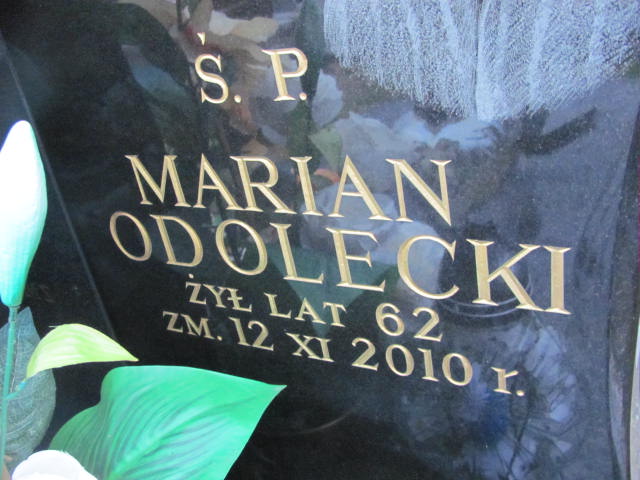 Ś. P.
MARIAN
ODOLECKI
ŻYŁ LAT 62
ZM. 12 XI 2010 r.